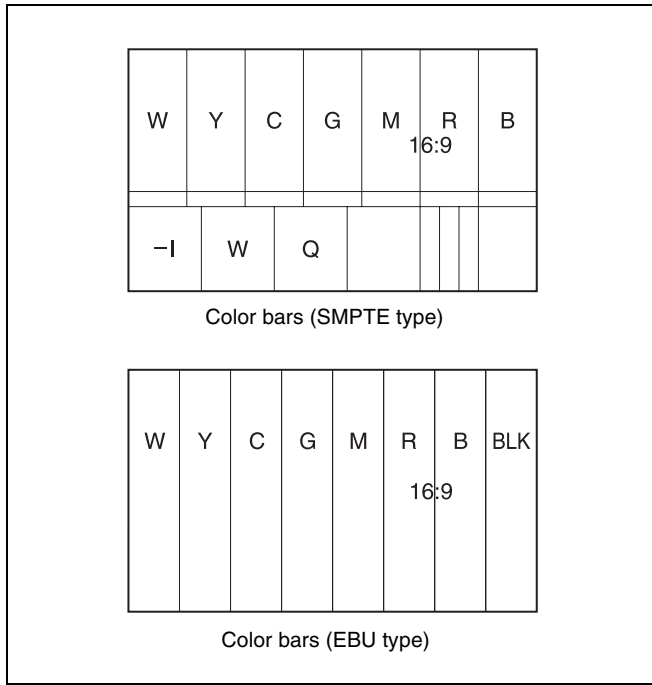 W Y C G M R B
16:9
−I W Q
Color bars (SMPTE type)
W Y C G M R B BLK
16:9
Color bars (EBU type)